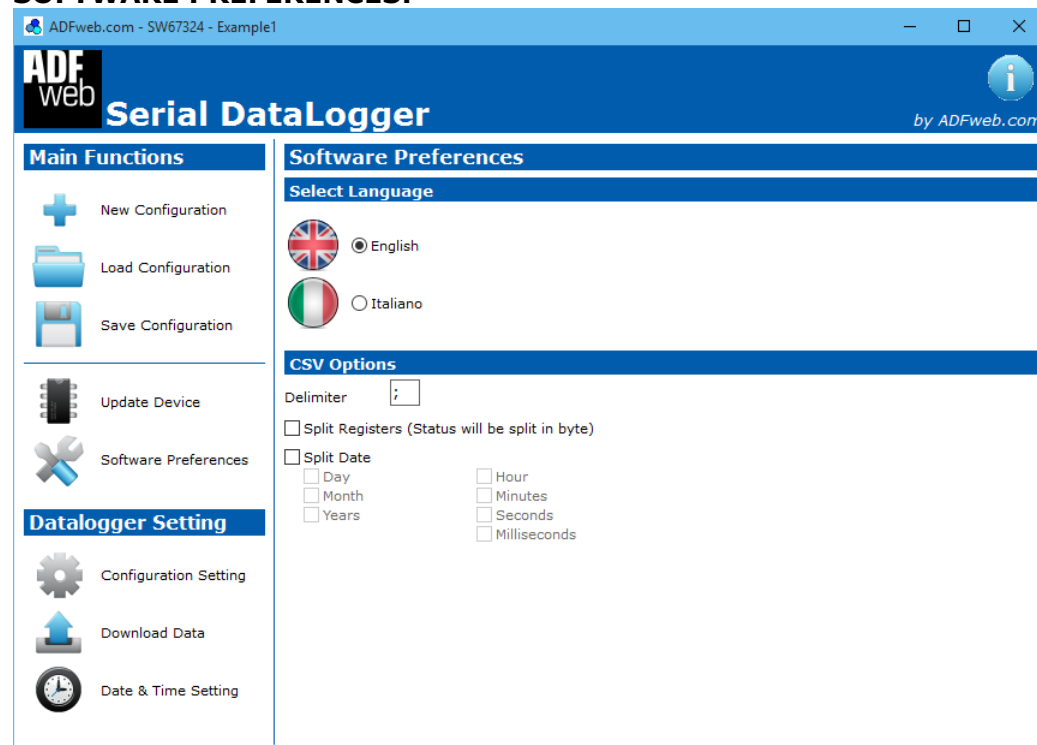 SOFTWARE PREFERENCES:
ADFweb.com - SW67324 - Example1
ADF
web
Serial DataLogger
by ADFweb.com
Main Functions
New Configuration
Load Configuration
Save Configuration
Update Device
Software Preferences
Datalogger Setting
Configuration Setting
Download Data
Date & Time Setting
Software Preferences
Select Language
English
Italiano
CSV Options
Delimiter ;
Split Registers (Status will be split in byte)
Split Date
Day Hour
Month Minutes
Years Seconds
Milliseconds